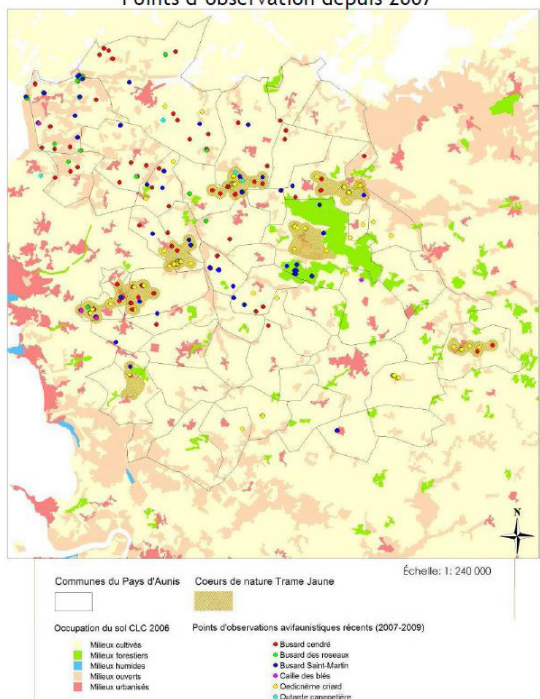 Points d'observation depuis 2007
N
Échelle: 1: 240 000
Communes du Pays d'Aunis
Coeurs de nature Trame Jaune
Occupation du sol CLC 2006
Milieux cultivés
Milieux forestiers
Milieux humides
Milieux ouverts
Milieux urbanisés
Points d'observations avifaunistiques récents (2007-2009)
Busard cendré
Busard des roseaux
Busard Saint-Martin
Caille des blés
Oedicnème criard
Outarde canepetière